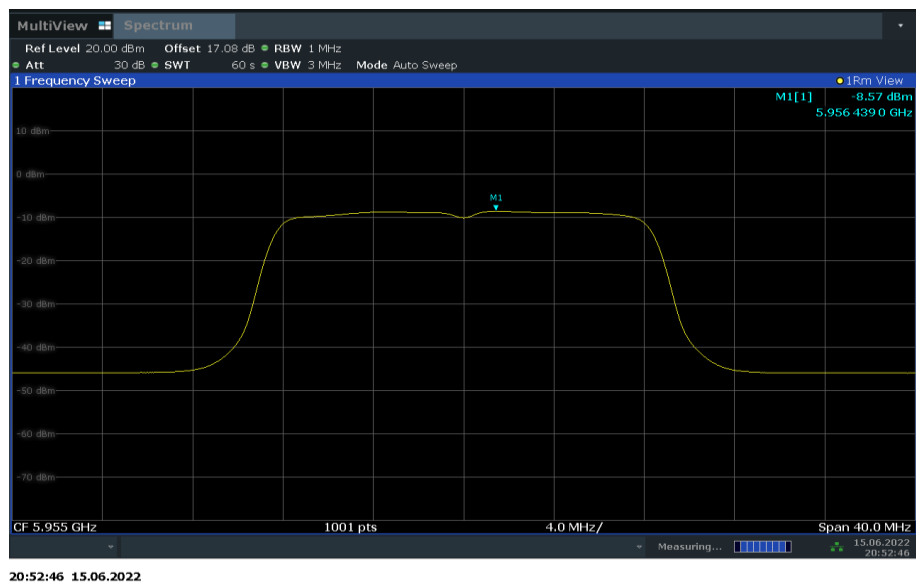 MultiView Spectrum
Ref Level 20.00 dBm Offset 17.08 dB RBW 1 MHz
Att 30 dB SWT 60 s VBW 3 MHz Mode Auto Sweep
1 Frequency Sweep 1Rm View
M1[1] -8.57 dBm
5.956 4390 GHz
10 dBm
0 dBm
M1
-10 dBm
-20 dBm
-30 dBm
-40 dBm
-50 dBm
-60 dBm
-70 dBm
CF 5.955 GHz 1001 pts 4.0 MHz/ Span 40.0 MHz
Measuring... 15.06.2022
20:52:46
20:52:46 15.06.2022